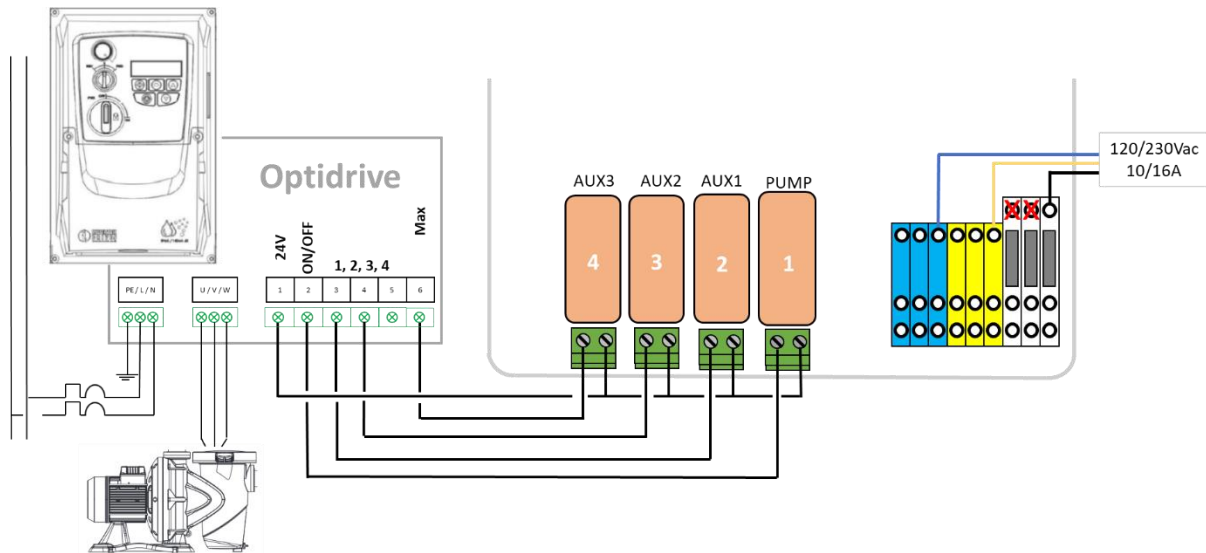 Optidrive
24V
ON/OFF
1, 2, 3, 4
Max
PE / L / N
U / V / W
1
2
3
4
5
6
AUX3
AUX2
AUX1
PUMP
4
3
2
1
120/230Vac
10/16A